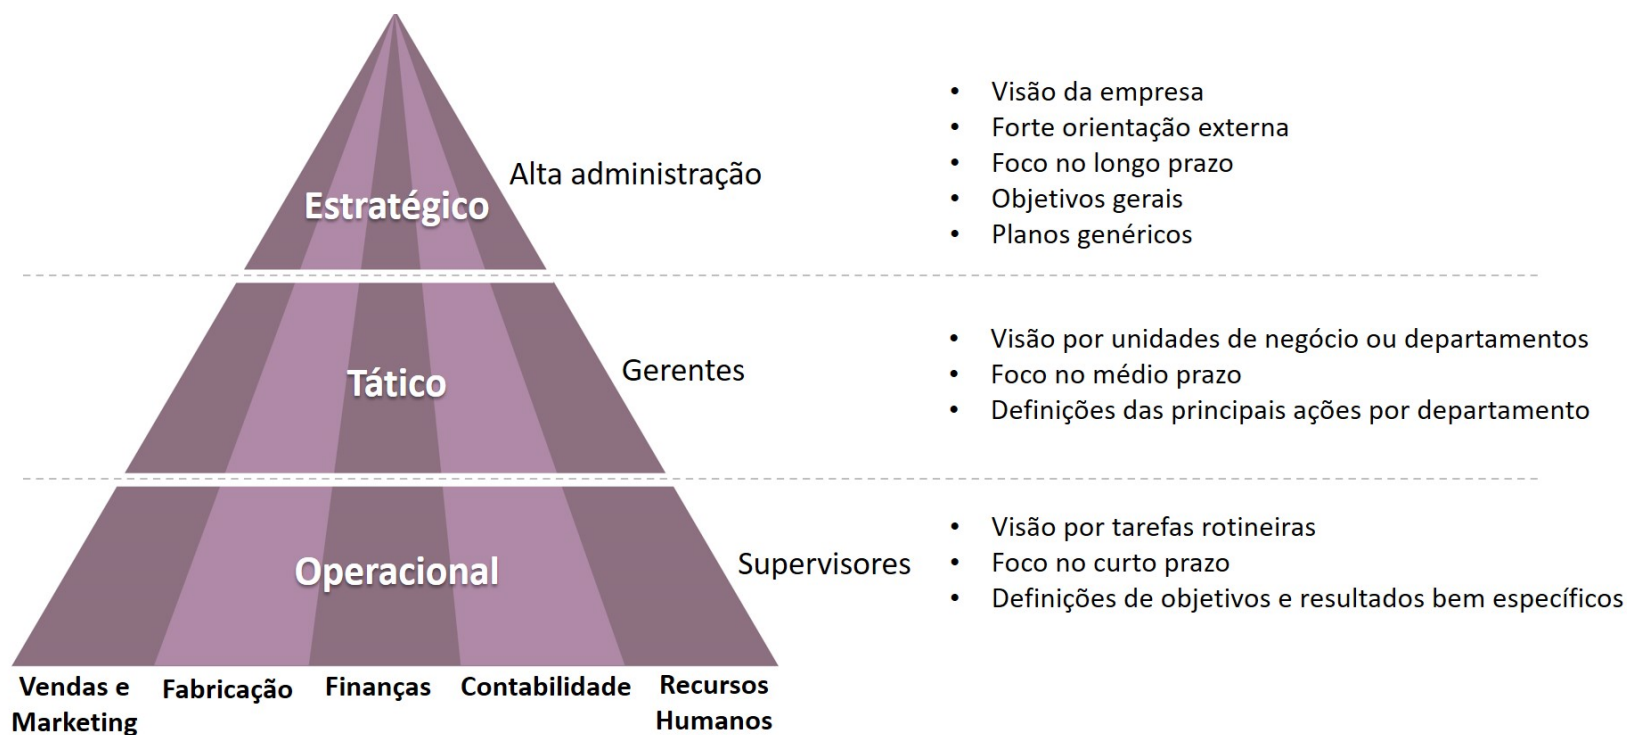 Estratégico
Alta administração
• Visão da empresa
• Forte orientação externa
• Foco no longo prazo
• Objetivos gerais
• Planos genéricos
Tático
Gerentes
• Visão por unidades de negócio ou departamentos
• Foco no médio prazo
• Definições das principais ações por departamento
Operacional
Supervisores
• Visão por tarefas rotineiras
• Foco no curto prazo
• Definições de objetivos e resultados bem específicos
Vendas e
Marketing
Fabricação
Finanças
Contabilidade
Recursos
Humanos